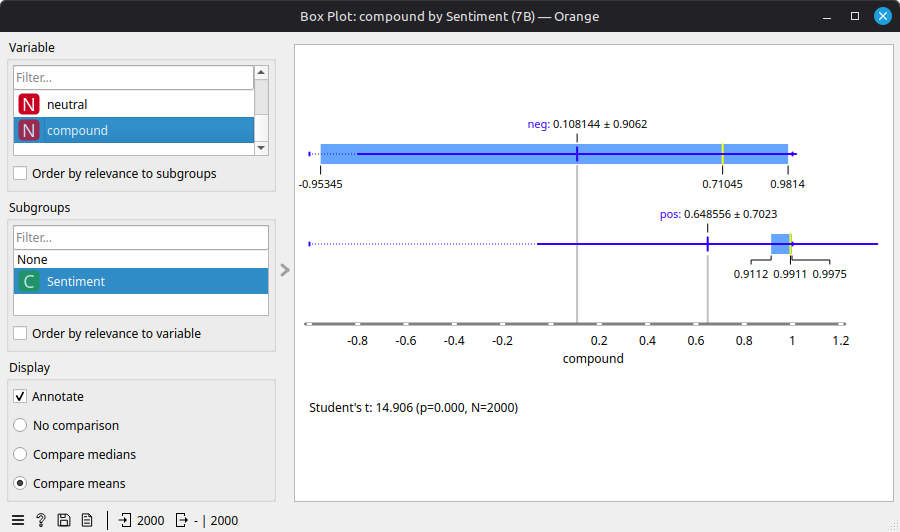 Box Plot: compound by Sentiment (7B) — Orange
Variable
Filter...
N neutral
N compound
Order by relevance to subgroups
Subgroups
Filter...
None
C Sentiment
Order by relevance to variable
Display
Annotate
No comparison
Compare medians
Compare means
2000 - | 2000
neg: 0.108144 ± 0.9062
-0.95345 0.71045 0.9814
pos: 0.648556 ± 0.7023
0.9112 0.9911 0.9975
-0.8 -0.6 -0.4 -0.2 0.2 0.4 0.6 0.8 1 1.2
compound
Student's t: 14.906 (p=0.000, N=2000)